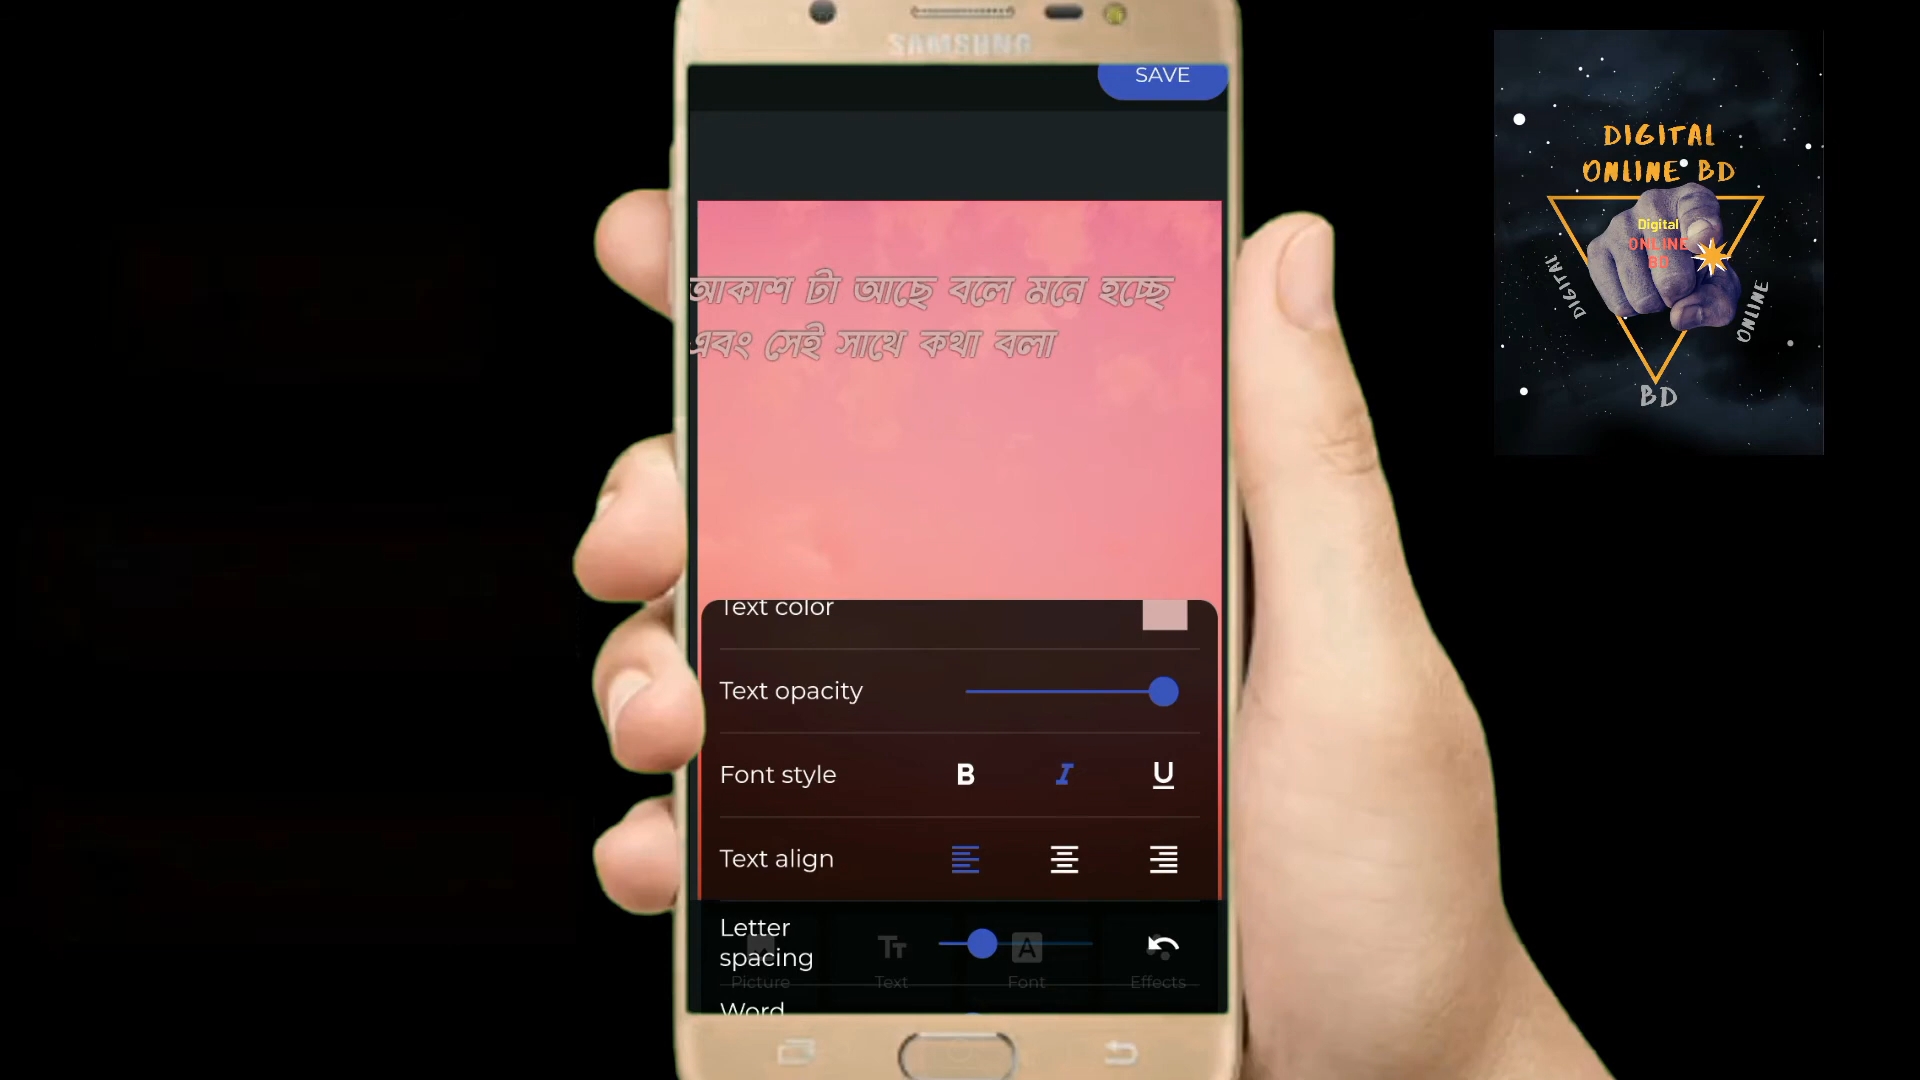 SAMSUNG
SAVE
আকাশ টা আছে বলে মনে হচ্ছে
এবং সেই সাথে কথা বলা
Text color
Text opacity
Font style
B I U
Text align
Letter
spacing
Picture Text Font Effects
Word
DIGITAL
ONLINE BD
Digital
ONLINE
BD
DIGITAL
ONLINE
BD